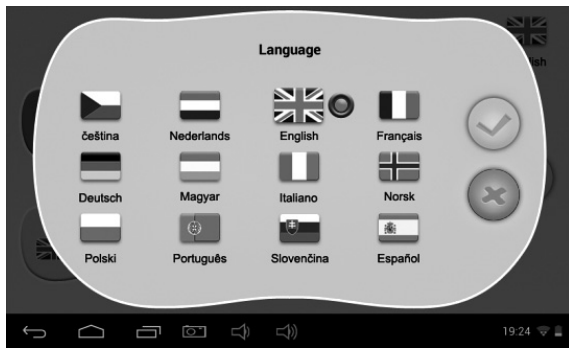 Language
čeština Nederlands English Français
Deutsch Magyar Italiano Norsk
Polski Português Slovenčina Español
19:24